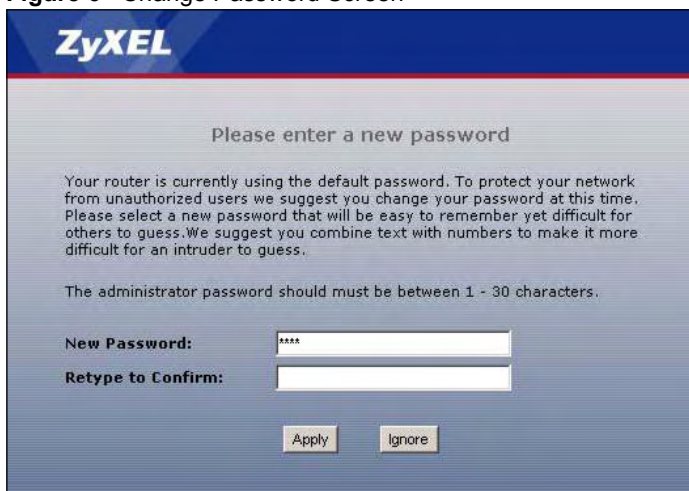 Figure 3 Change Password Screen
ZyXEL
Please enter a new password
Your router is currently using the default password. To protect your network
from unauthorized users we suggest you change your password at this time.
Please select a new password that will be easy to remember yet difficult for
others to guess.We suggest you combine text with numbers to make it more
difficult for an intruder to guess.
The administrator password should must be between 1 - 30 characters.
New Password: ****
Retype to Confirm:
Apply Ignore